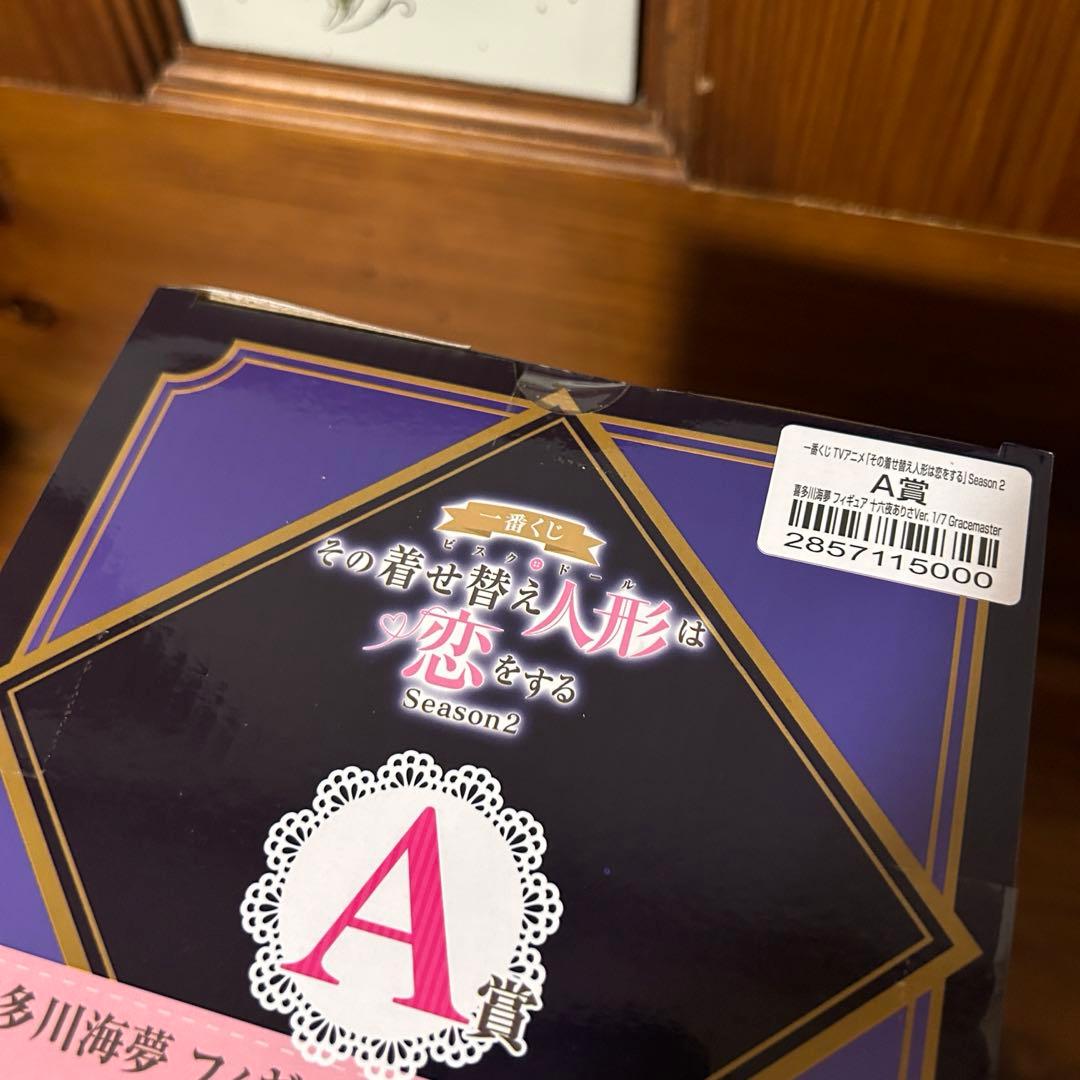 一番くじ TVアニメ「その着せ替え人形は恋をする」Season 2
A賞
喜多川海夢 フィギュア 十六夜ありさVer. 1/7 Gracemaster
2857115000
一番くじ
ビスク・ドール
その着せ替え人形は
恋をする
Season2
A賞
多川海夢 フィギ